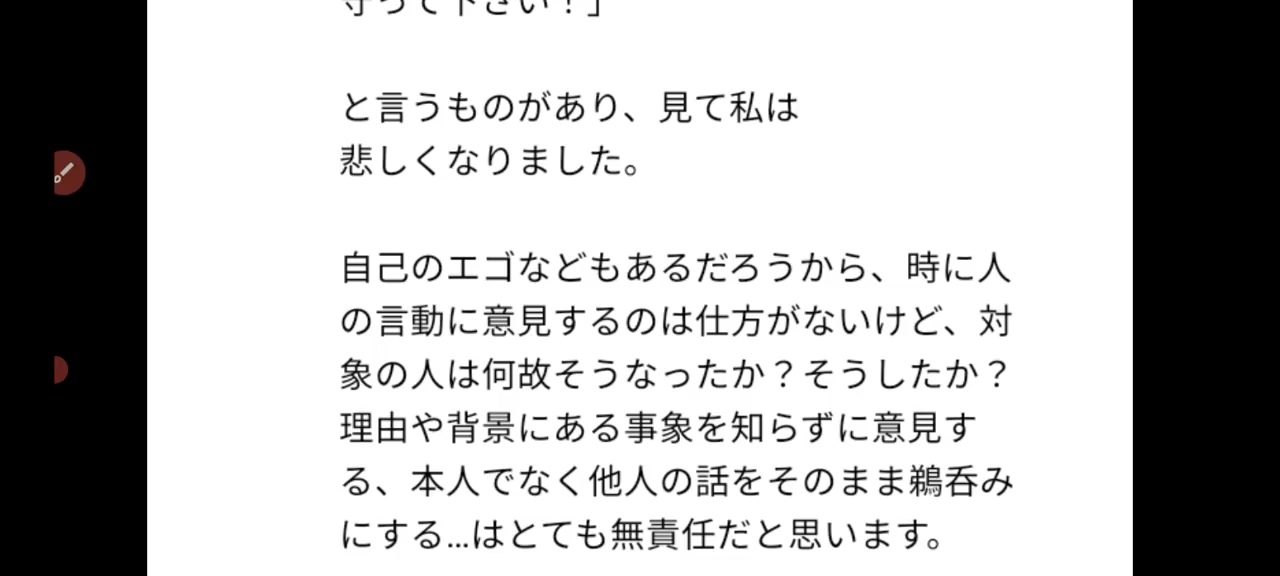 守って下さい！」
と言うものがあり、見て私は
悲しくなりました。
自己のエゴなどもあるだろうから、時に人
の言動に意見するのは仕方がないけど、対
象の人は何故そうなったか？そうしたか？
理由や背景にある事象を知らずに意見す
る、本人でなく他人の話をそのまま鵜呑み
にする...はとても無責任だと思います。